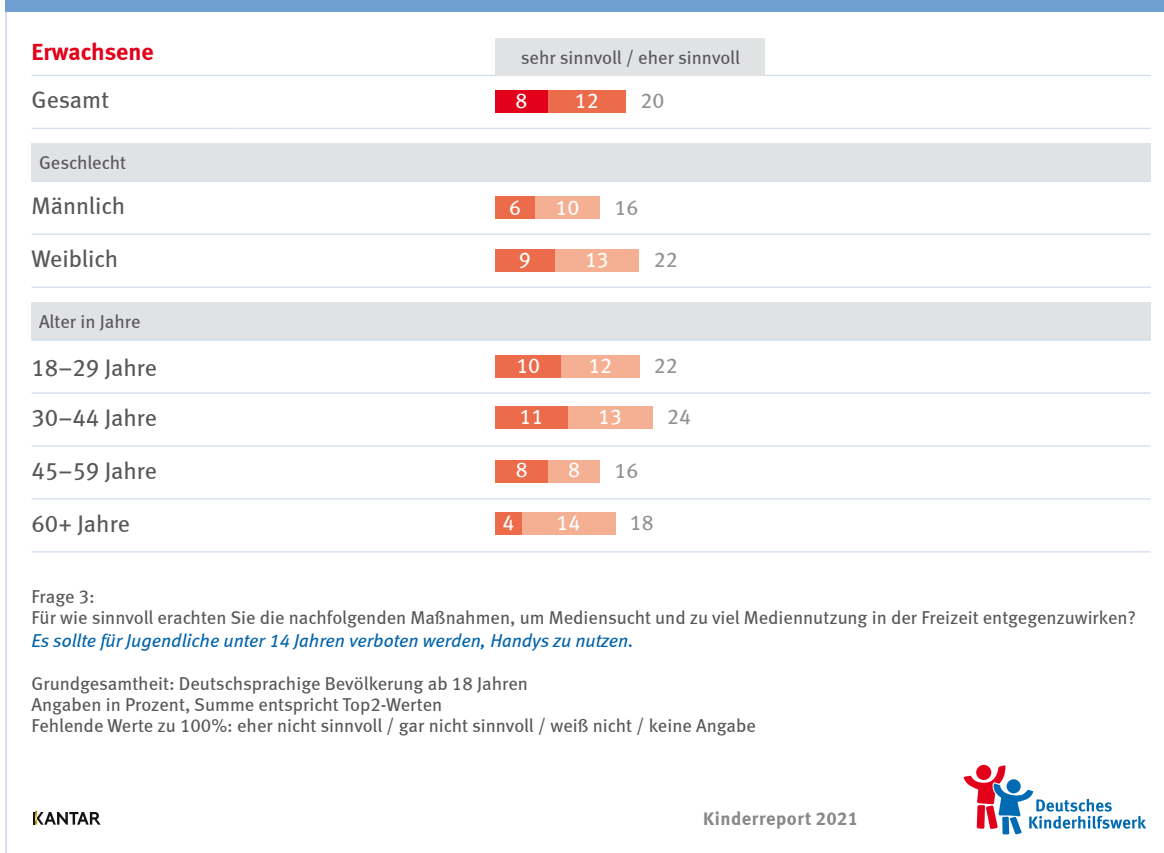 Erwachsene
sehr sinnvoll / eher sinnvoll
Gesamt 8 12 20
Geschlecht
Männlich 6 10 16
Weiblich 9 13 22
Alter in Jahre
18–29 Jahre 10 12 22
30–44 Jahre 11 13 24
45–59 Jahre 8 8 16
60+ Jahre 4 14 18
Frage 3:
Für wie sinnvoll erachten Sie die nachfolgenden Maßnahmen, um Mediensucht und zu viel Mediennutzung in der Freizeit entgegenzuwirken?
Es sollte für Jugendliche unter 14 Jahren verboten werden, Handys zu nutzen.
Grundgesamtheit: Deutschsprachige Bevölkerung ab 18 Jahren
Angaben in Prozent, Summe entspricht Top2-Werten
Fehlende Werte zu 100%: eher nicht sinnvoll / gar nicht sinnvoll / weiß nicht / keine Angabe
KANTAR
Kinderreport 2021
Deutsches
Kinderhilfswerk